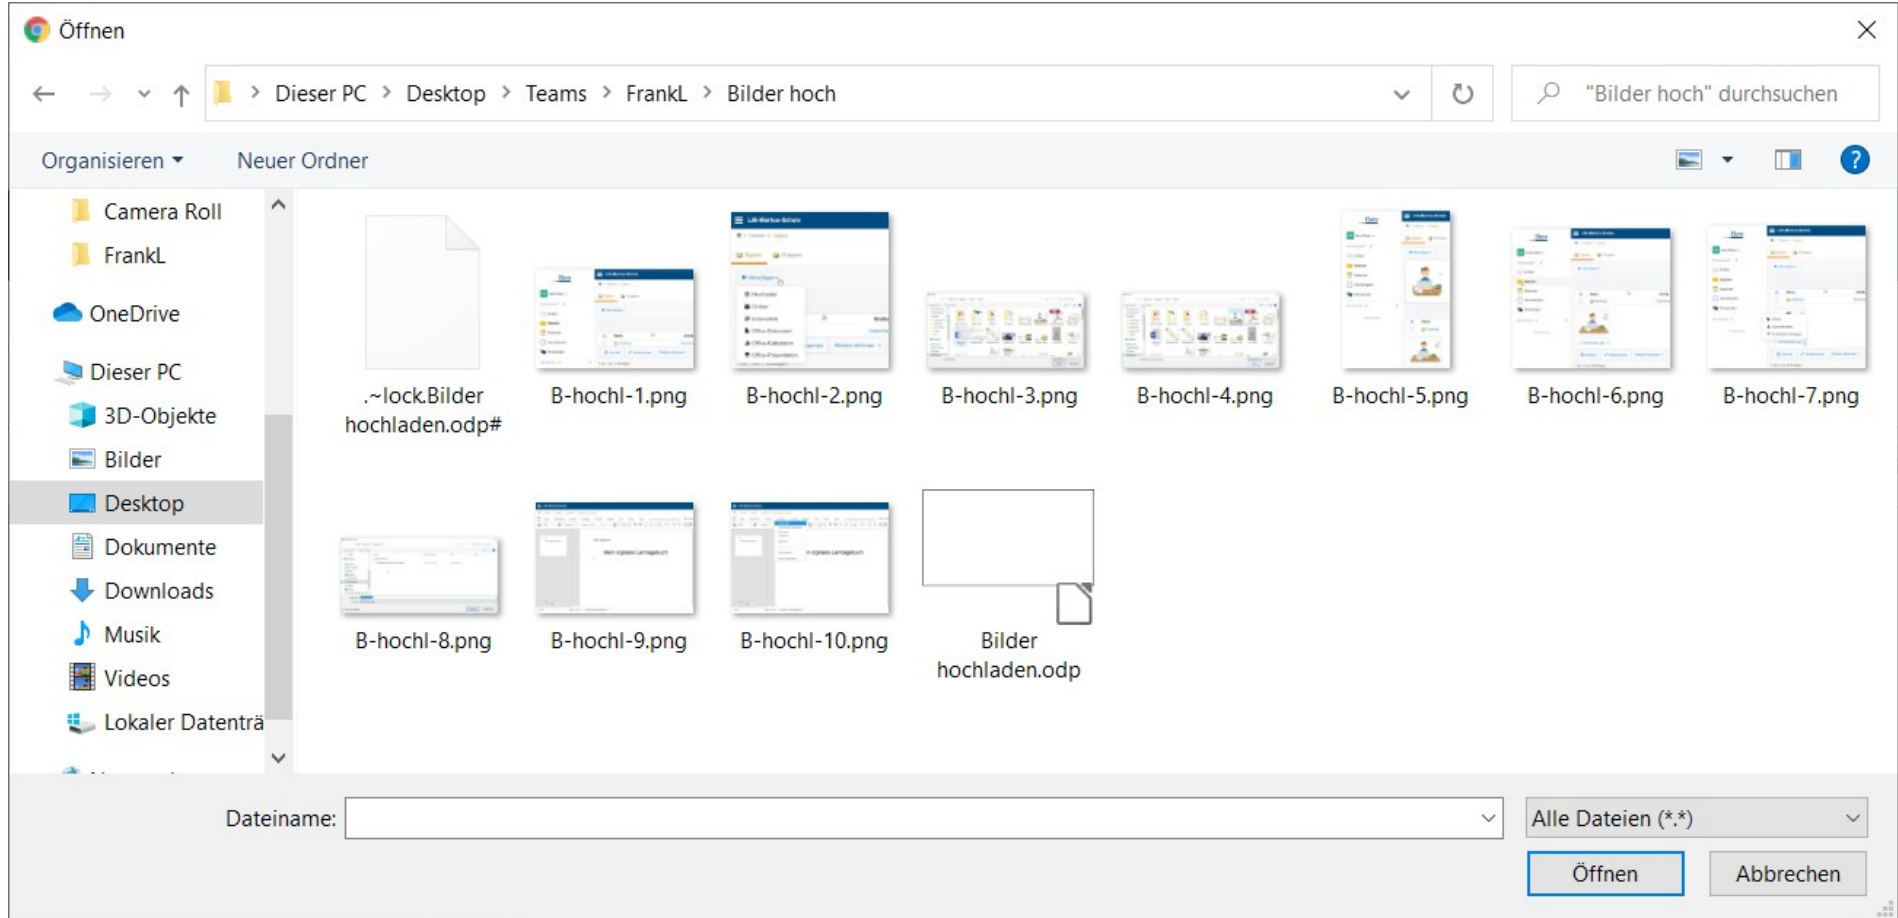 Öffnen
Dieser PC > Desktop > Teams > FrankL > Bilder hoch
"Bilder hoch" durchsuchen
Organisieren
Neuer Ordner
?
Camera Roll
FrankL
OneDrive
Dieser PC
3D-Objekte
Bilder
Desktop
Dokumente
Downloads
Musik
Videos
Lokaler Datenträ
.~lock.Bilder
hochladen.odp#
B-hochl-1.png
B-hochl-2.png
B-hochl-3.png
B-hochl-4.png
B-hochl-5.png
B-hochl-6.png
B-hochl-7.png
B-hochl-8.png
B-hochl-9.png
Mein digitales Lerntagebuch
B-hochl-10.png
Bilder
hochladen.odp
Dateiname:
Alle Dateien (*.*)
Öffnen
Abbrechen